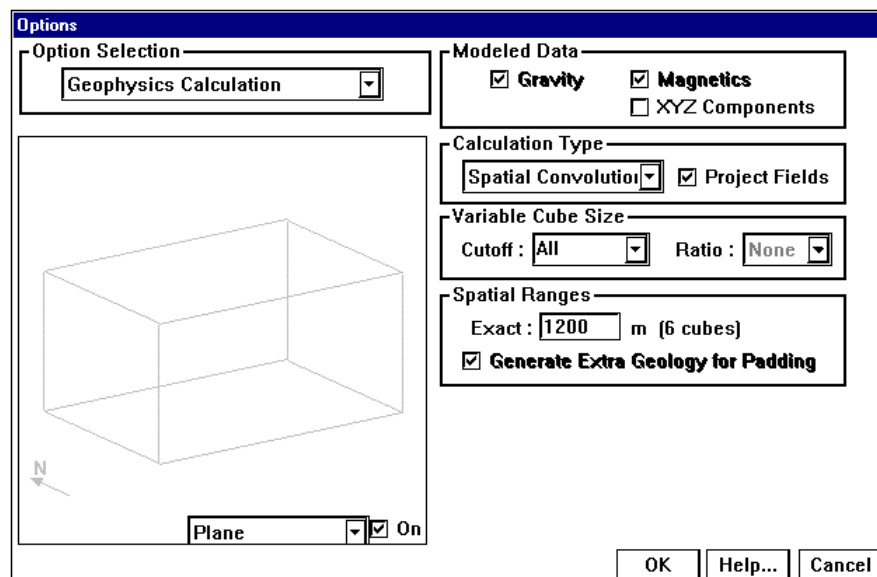 Options
Option Selection
Geophysics Calculation
Modeled Data
Gravity
Magnetics
XYZ Components
Calculation Type
Spatial Convolution
Project Fields
Variable Cube Size
Cutoff : All
Ratio : None
Spatial Ranges
Exact : 1200 m (6 cubes)
Generate Extra Geology for Padding
N
Plane
On
OK
Help...
Cancel